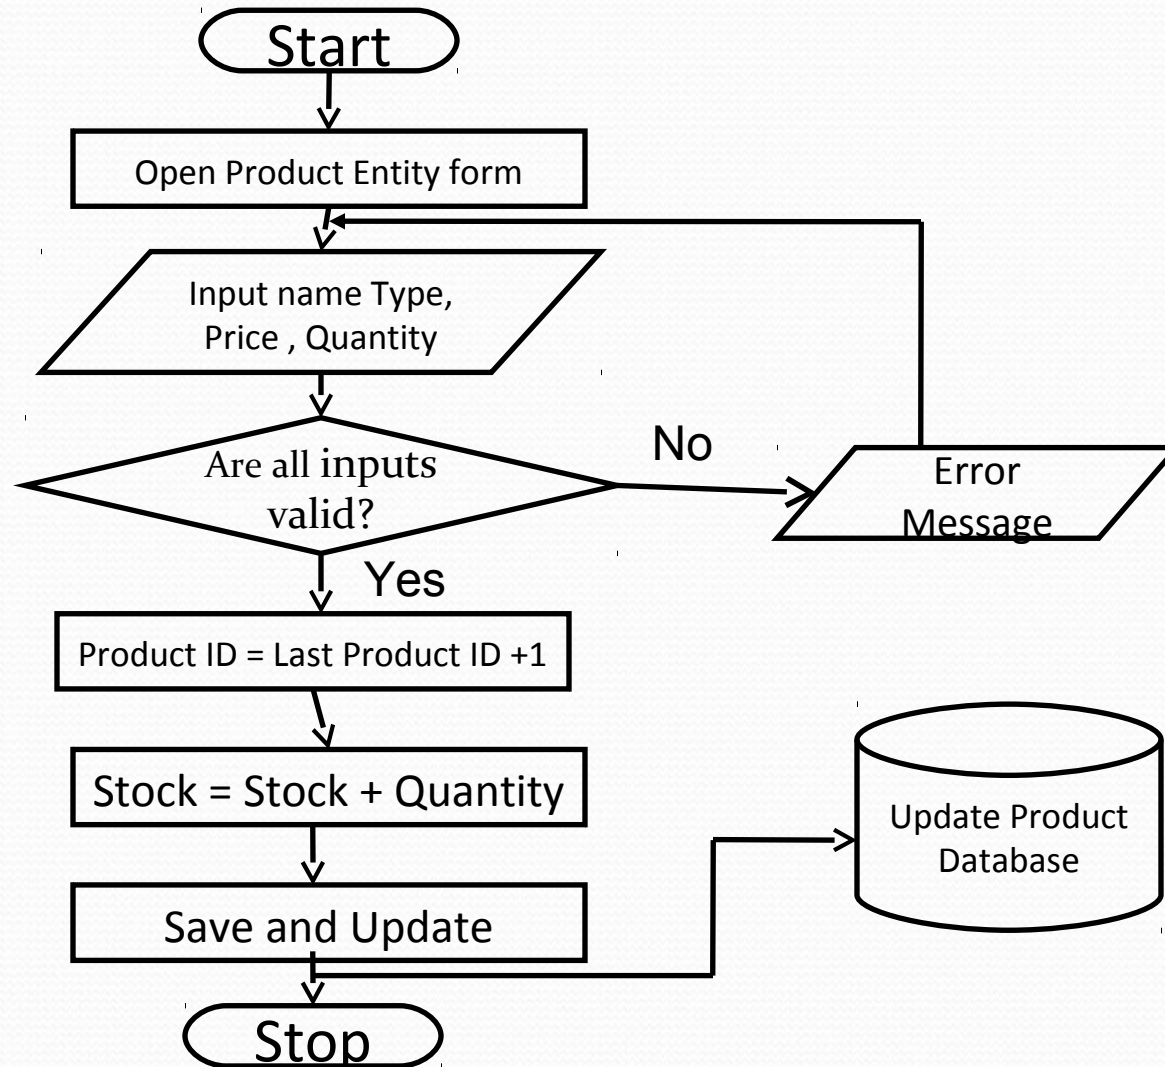 Start
Open Product Entity form
Input name Type,
Price , Quantity
Are all inputs
valid?
No
Error
Message
Yes
Product ID = Last Product ID +1
Stock = Stock + Quantity
Update Product
Database
Save and Update
Stop